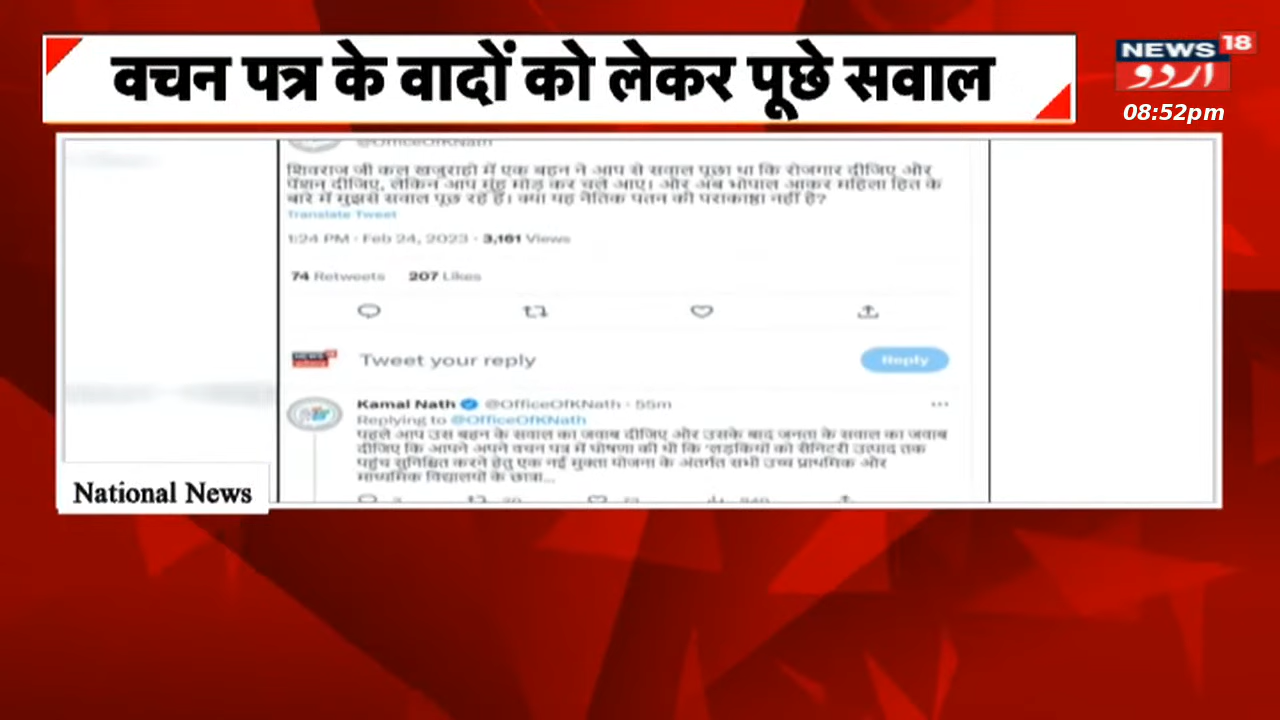 वचन पत्र के वादों को लेकर पूछे सवाल
NEWS 18
اردو
08:52pm
@OfficeOfKNath
शिवराज जी कल खजुराहो में एक बहन ने आप से सवाल पूछा था कि रोजगार दीजिए और
पेंशन दीजिए, लेकिन आप मुंह मोड़ कर चले आए। और अब भोपाल आकर महिला हित के
बारे में मुझसे सवाल पूछ रहे हैं। क्या यह नैतिक पतन की पराकाष्ठा नहीं है?
Translate Tweet
1:24 PM · Feb 24, 2023 · 3,161 Views
74 Retweets 207 Likes
NEWS 18
Tweet your reply
Reply
Kamal Nath @OfficeOfKNath · 55m
Replying to @OfficeOfKNath
पहले आप उस बहन के सवाल का जवाब दीजिए और उसके बाद जनता के सवाल का जवाब
दीजिए कि आपने अपने वचन पत्र में घोषणा की थी कि 'लड़कियों को सैनिटरी उत्पाद तक
पहुंच सुनिश्चित करने हेतु एक नई मुक्ता योजना के अंतर्गत सभी उच्च प्राथमिक और
माध्यमिक विद्यालयों के छात्रा...
National News